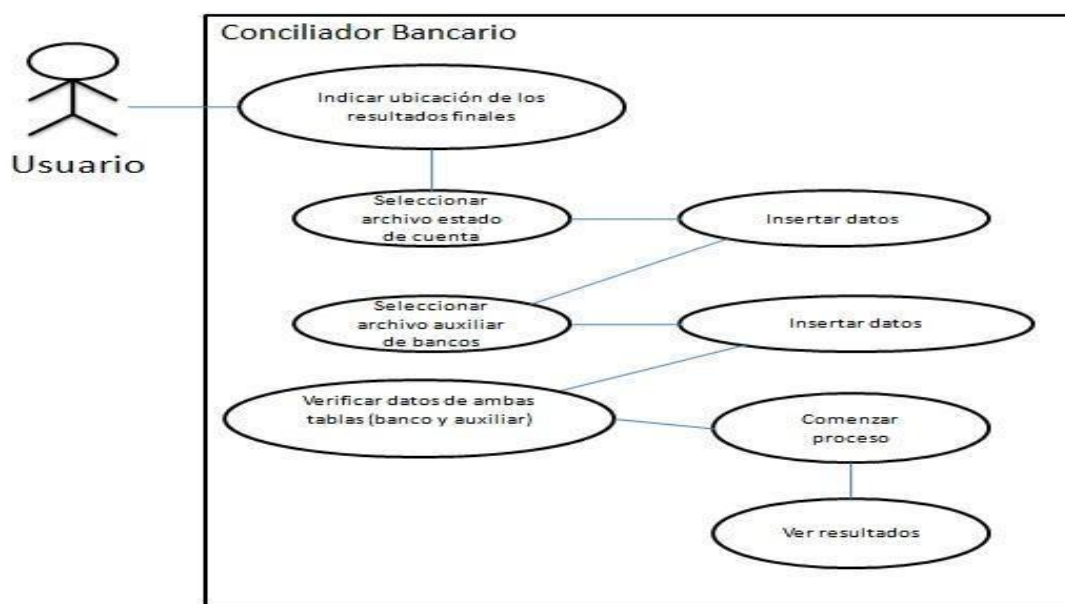 Conciliador Bancario
Usuario
Indicar ubicación de los
resultados finales
Seleccionar
archivo estado
de cuenta
Insertar datos
Seleccionar
archivo auxiliar
de bancos
Insertar datos
Verificar datos de ambas
tablas (banco y auxiliar)
Comenzar
proceso
Ver resultados